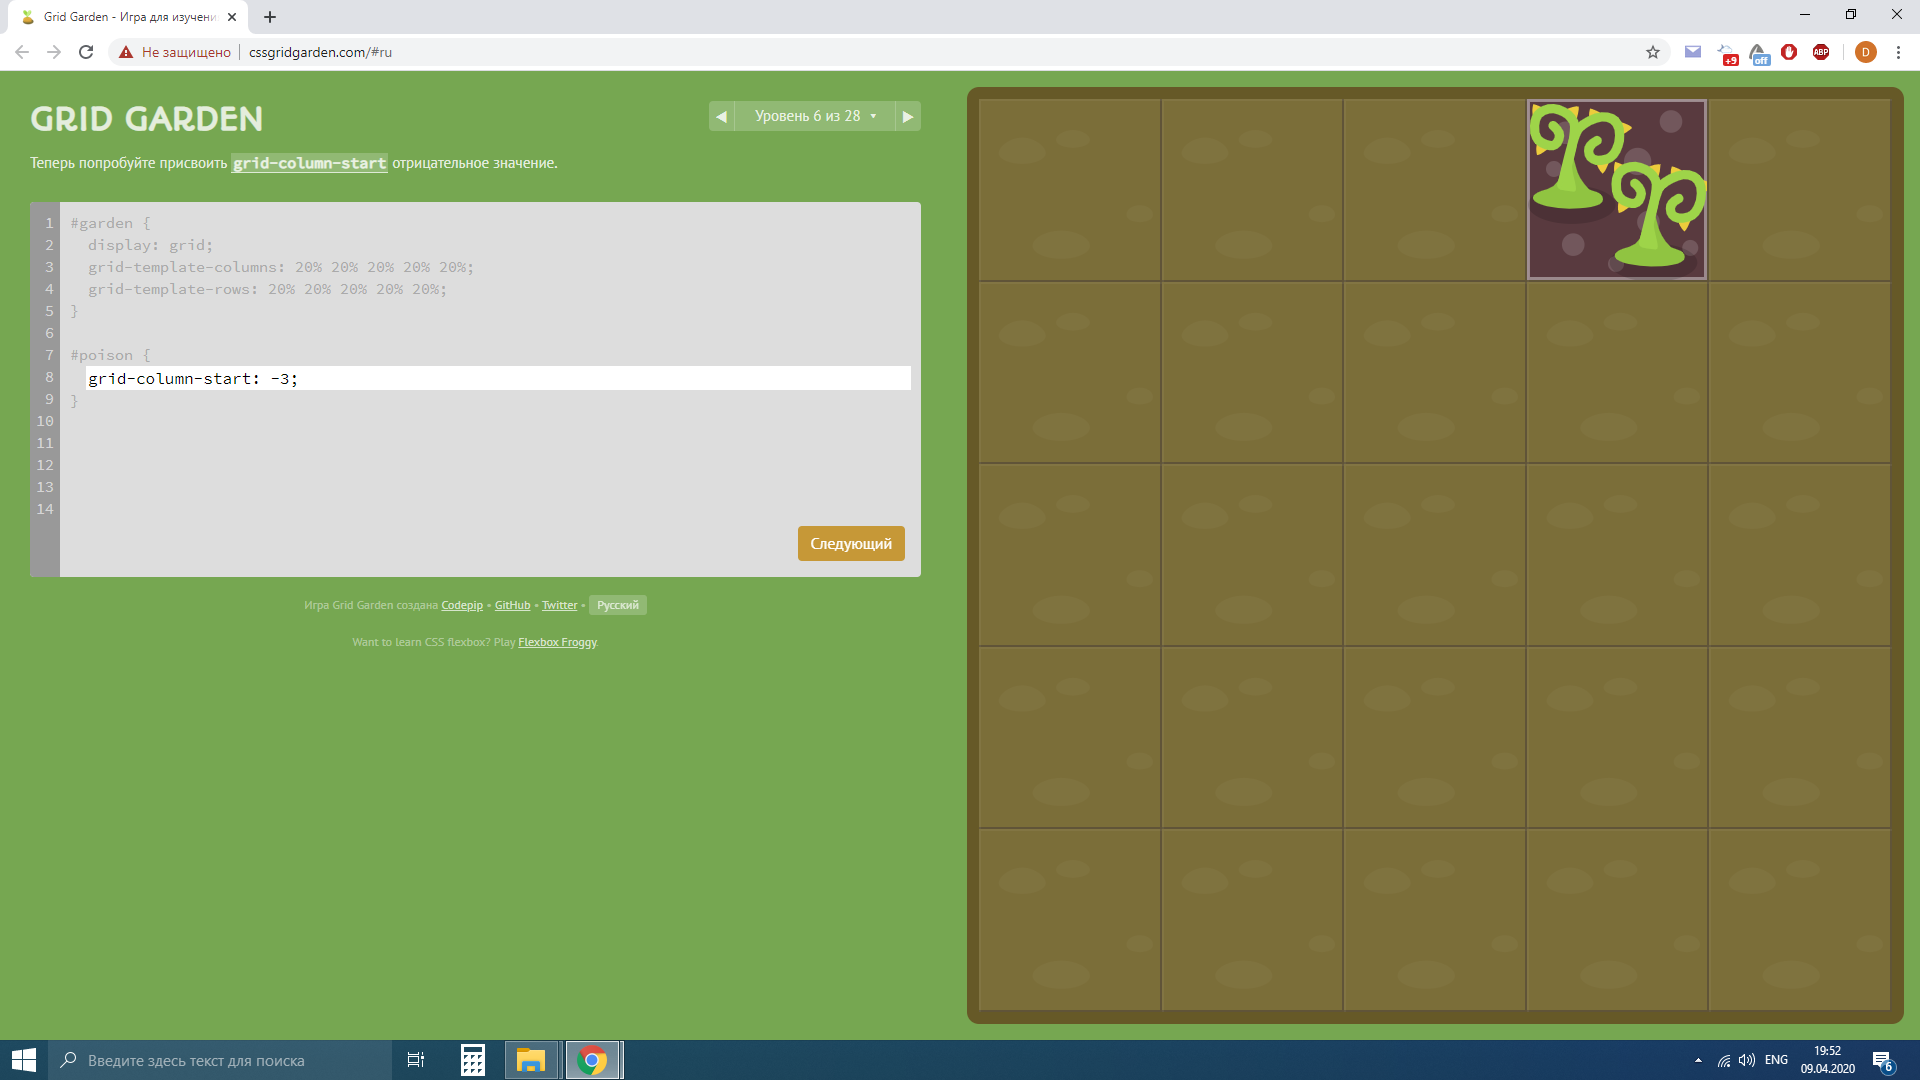 Grid Garden - Игра для изучени
Не защищено
cssgridgarden.com/#ru
+9
off
ABP
D
GRID GARDEN
Уровень 6 из 28
Теперь попробуйте присвоить grid-column-start отрицательное значение.
1 #garden {
2 display: grid;
3 grid-template-columns: 20% 20% 20% 20% 20%;
4 grid-template-rows: 20% 20% 20% 20% 20%;
5 }
6
7 #poison {
8 grid-column-start: -3;
9 }
10
11
12
13
14
Следующий
Игра Grid Garden создана Codepip • GitHub • Twitter • Русский
Want to learn CSS flexbox? Play Flexbox Froggy.
Введите здесь текст для поиска
ENG
19:52
09.04.2020
6